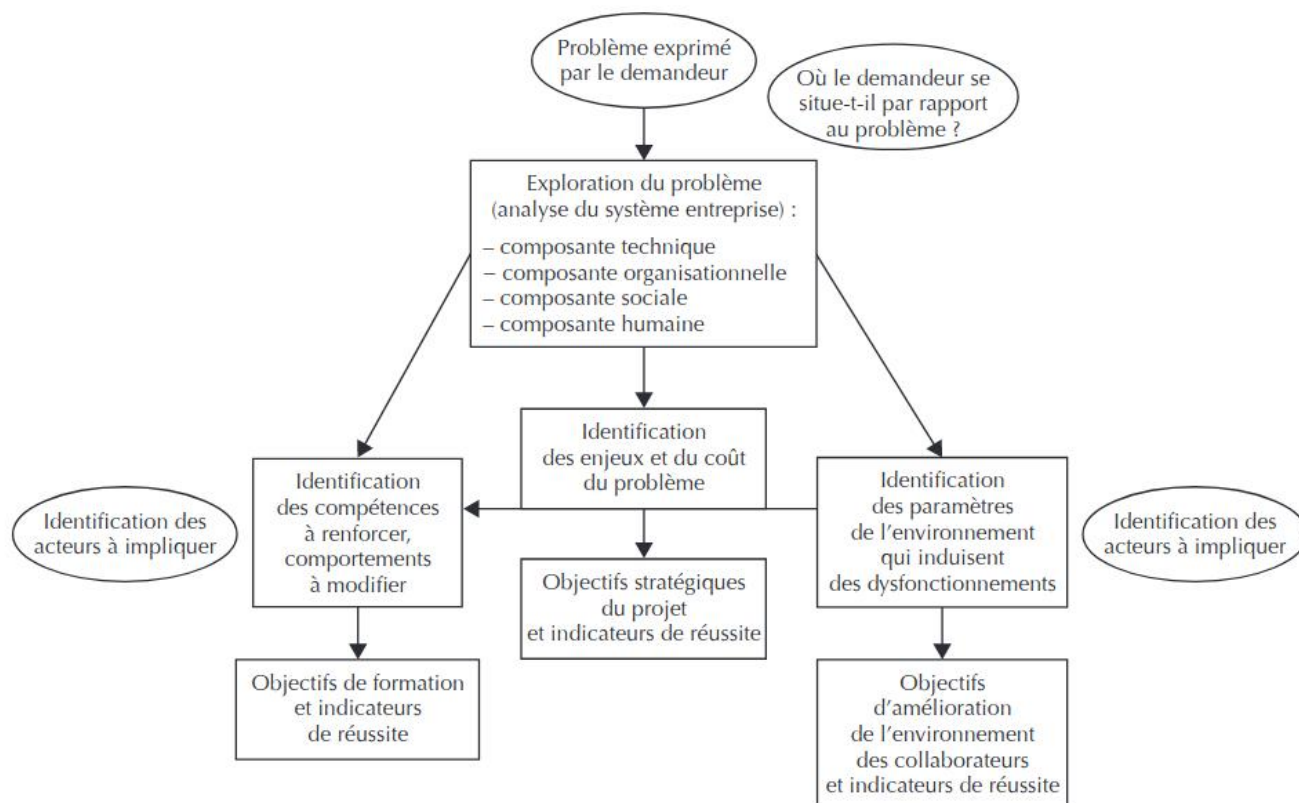 Problème exprimé
par le demandeur
Où le demandeur se
situe-t-il par rapport
au problème ?
Exploration du problème
(analyse du système entreprise) :
– composante technique
– composante organisationnelle
– composante sociale
– composante humaine
Identification
des enjeux et du coût
du problème
Identification des
acteurs à impliquer
Identification
des compétences
à renforcer,
comportements
à modifier
Identification
des paramètres
de l’environnement
qui induisent
des dysfonctionnements
Identification des
acteurs à impliquer
Objectifs stratégiques
du projet
et indicateurs de réussite
Objectifs de formation
et indicateurs
de réussite
Objectifs
d’amélioration
de l’environnement
des collaborateurs
et indicateurs de réussite